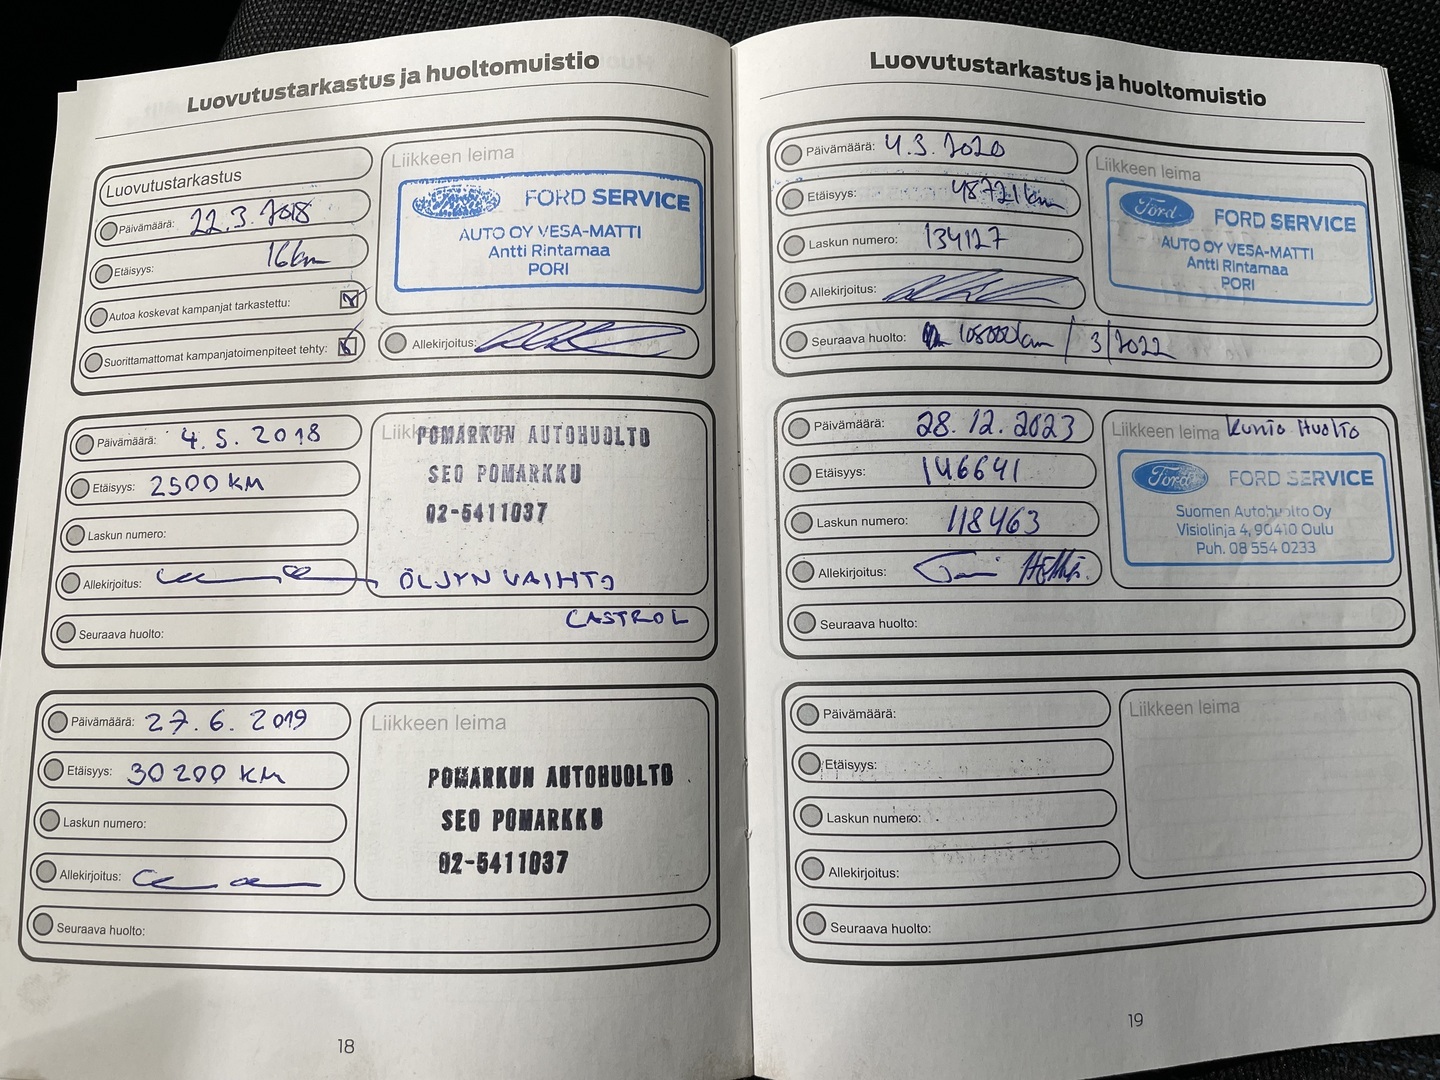 Luovutustarkastus ja huoltomuistio
Luovutustarkastus
Päivämäärä: 22.3.2018
Etäisyys: 16km
Autoa koskevat kampanjat tarkastettu:
Suorittamattomat kampanjatoimenpiteet tehty:
Liikkeen leima
Ford
FORD SERVICE
AUTO OY VESA-MATTI
Antti Rintamaa
PORI
Allekirjoitus:
Päivämäärä: 4.5.2018
Etäisyys: 2500 KM
Laskun numero:
Allekirjoitus:
Seuraava huolto:
POMARKUN AUTOHUOLTO
SEO POMARKKU
02-5411037
ÖLJYN VAIHTO
CASTROL
Päivämäärä: 27.6.2019
Etäisyys: 30 200 KM
Laskun numero:
Allekirjoitus:
Seuraava huolto:
Liikkeen leima
POMARKUN AUTOHUOLTO
SEO POMARKKU
02-5411037
18
Luovutustarkastus ja huoltomuistio
Päivämäärä: 4.3.2020
Etäisyys: 48721km
Laskun numero: 134127
Allekirjoitus:
Seuraava huolto: 108000km / 3/2022
Liikkeen leima
Ford
FORD SERVICE
AUTO OY VESA-MATTI
Antti Rintamaa
PORI
Päivämäärä: 28.12.2023
Etäisyys: 146641
Laskun numero: 118463
Allekirjoitus:
Seuraava huolto:
Liikkeen leima Kunto Huolto
Ford
FORD SERVICE
Suomen Autohuolto Oy
Visiolinja 4, 90410 Oulu
Puh. 08 554 0233
Päivämäärä:
Etäisyys:
Laskun numero:
Allekirjoitus:
Seuraava huolto:
Liikkeen leima
19